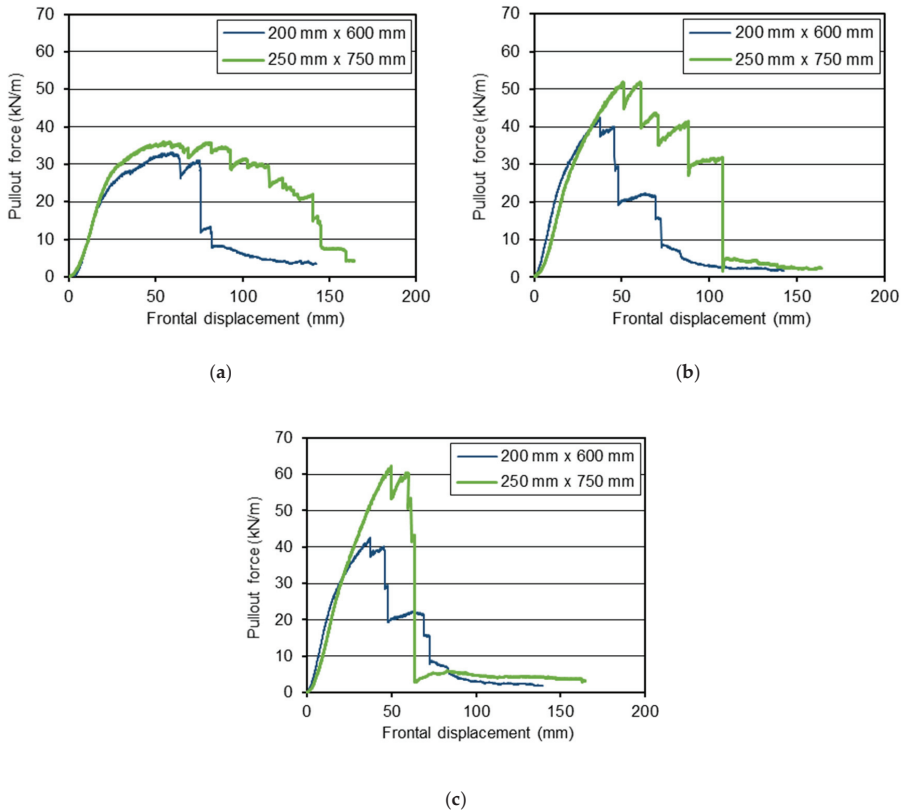 70
60
50
40
30
20
10
0
Pullout force (kN/m)
200 mm x 600 mm
250 mm x 750 mm
0 50 100 150 200
Frontal displacement (mm)
(a)
70
60
50
40
30
20
10
0
Pullout force (kN/m)
200 mm x 600 mm
250 mm x 750 mm
0 50 100 150 200
Frontal displacement (mm)
(b)
70
60
50
40
30
20
10
0
Pullout force (kN/m)
200 mm x 600 mm
250 mm x 750 mm
0 50 100 150 200
Frontal displacement (mm)
(c)